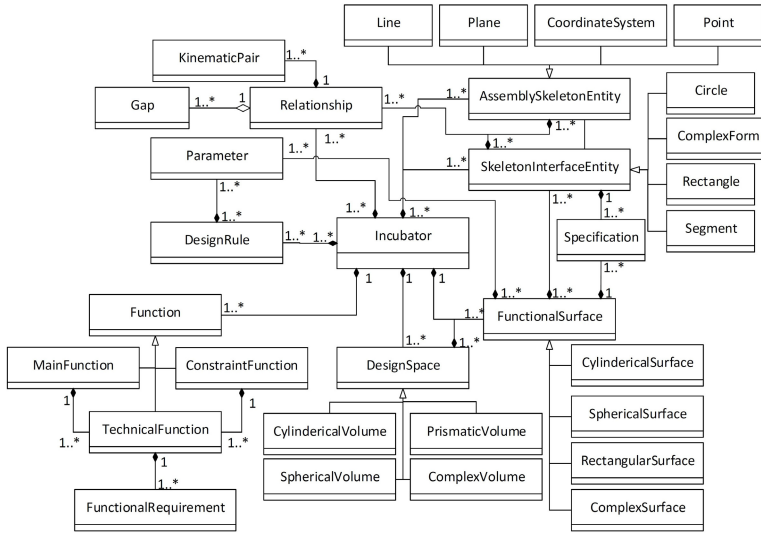 Line
Plane
CoordinateSystem
Point
KinematicPair
1..*
1
Gap
1..*
1
Relationship
1..*
1..*
1..*
AssemblySkeletonEntity
1..*
1..*
Circle
ComplexForm
Rectangle
Segment
Parameter
1..*
1..*
SkeletonInterfaceEntity
1..*
1..*
1
1..*
Specification
1..*
DesignRule
1..*
1..*
1..*
1..*
1..*
Incubator
1
1
1
1..*
1..*
1
Function
1..*
1..*
FunctionalSurface
MainFunction
ConstraintFunction
1
1
1..*
1..*
DesignSpace
CylindericalSurface
TechnicalFunction
1..*
1..*
1
CylindericalVolume
PrismaticVolume
SphericalSurface
SphericalVolume
ComplexVolume
RectangularSurface
1..*
FunctionalRequirement
ComplexSurface